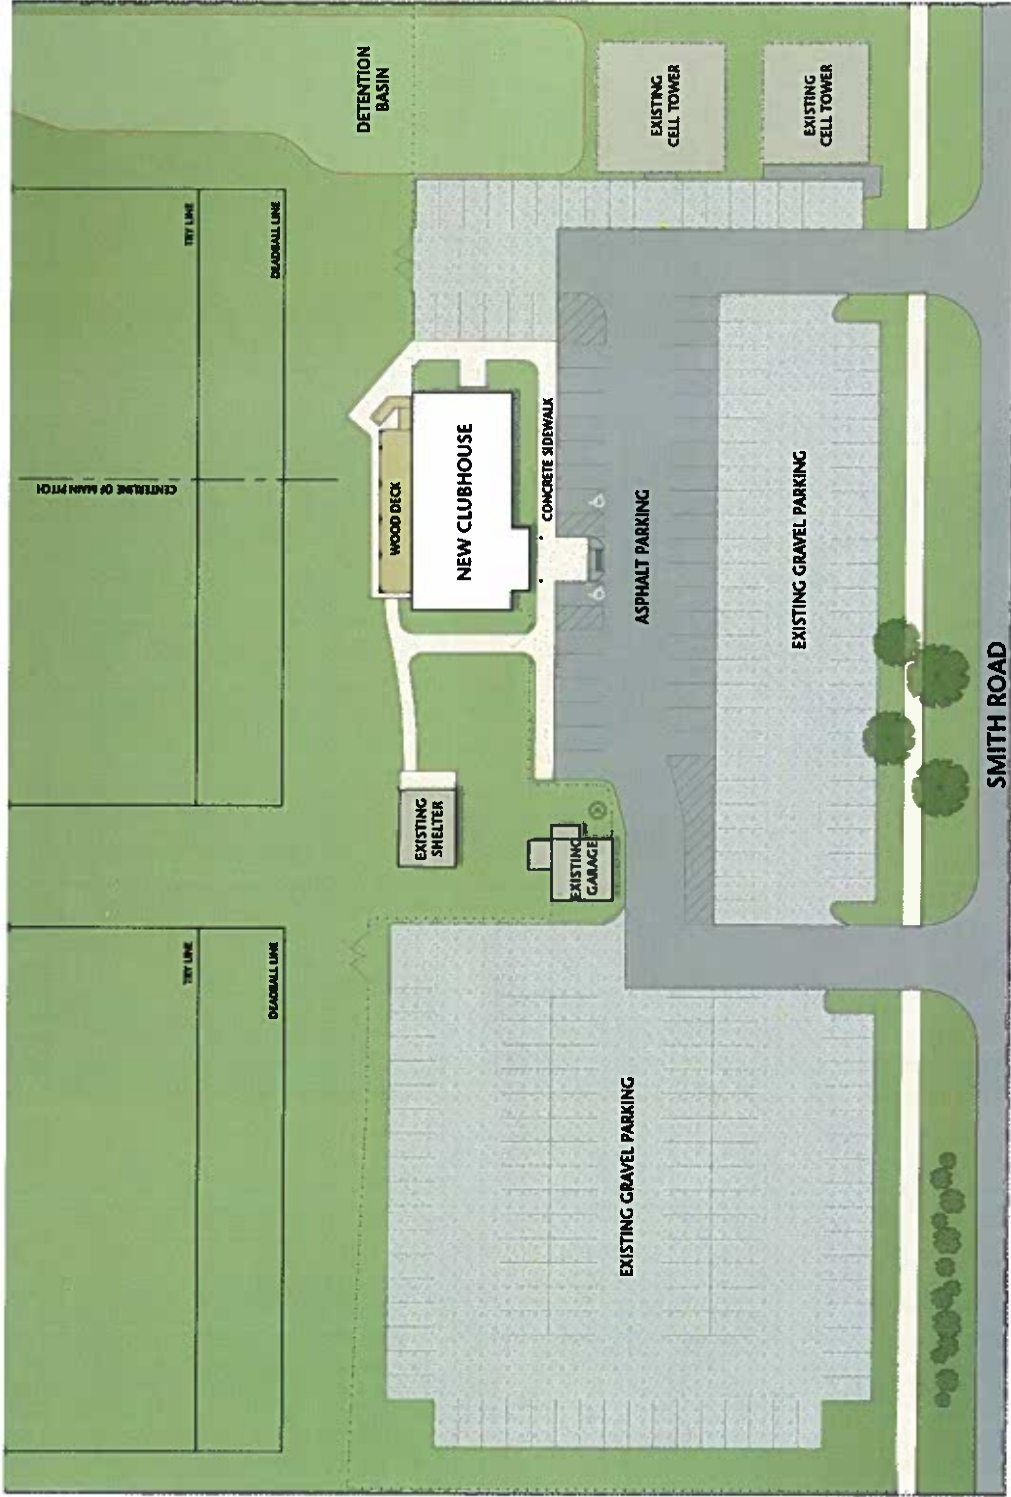 DETENTION
BASIN
EXISTING
CELL TOWER
EXISTING
CELL TOWER
TRY LINE
DEADBALL LINE
CENTERLINE OF MAIN PITCH
WOOD DECK
NEW CLUBHOUSE
CONCRETE SIDEWALK
ASPHALT PARKING
EXISTING GRAVEL PARKING
SMITH ROAD
EXISTING
SHELTER
EXISTING
GARAGE
TRY LINE
DEADBALL LINE
EXISTING GRAVEL PARKING